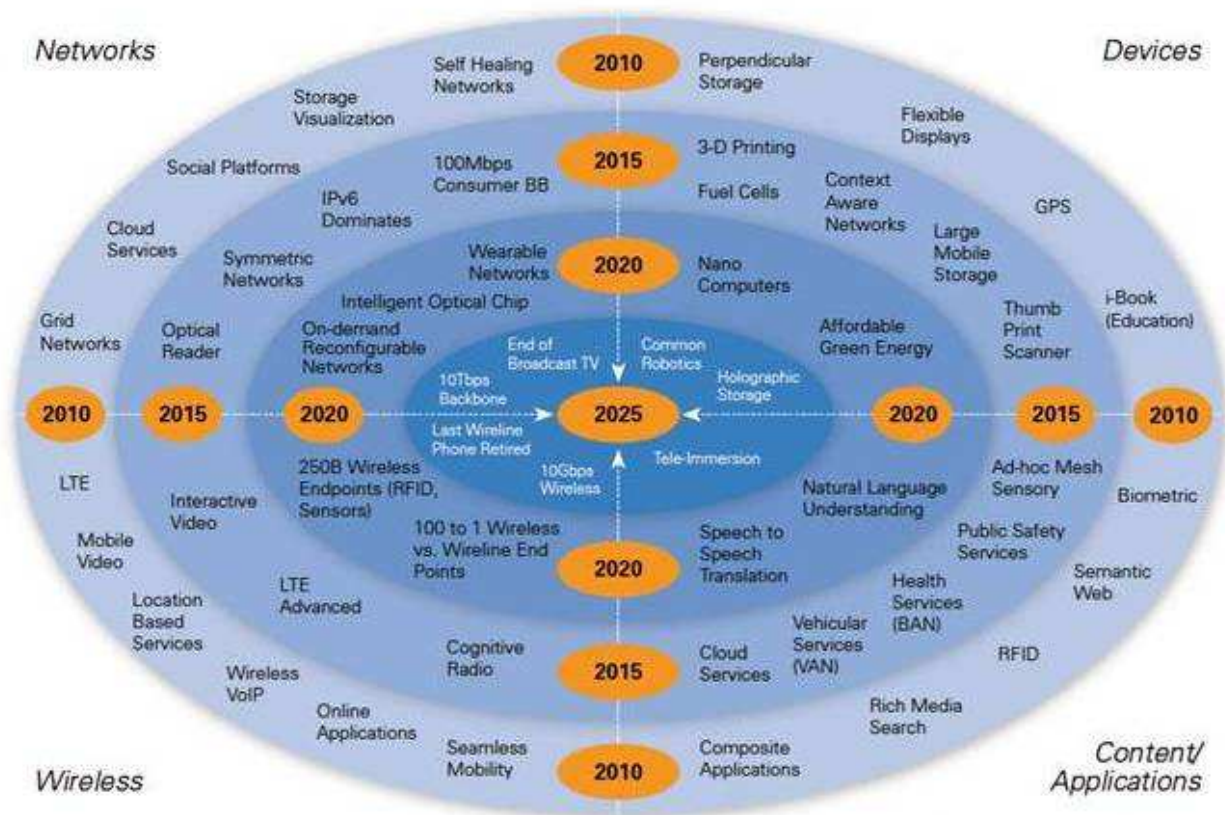 Networks
Devices
2010
Self Healing
Networks
Perpendicular
Storage
Storage
Visualization
Flexible
Displays
2015
3-D Printing
Social Platforms
100Mbps
Consumer BB
Fuel Cells
Context
Aware
Networks
IPv6
Dominates
GPS
Cloud
Services
Large
Mobile
Storage
Symmetric
Networks
Wearable
Networks
2020
Nano
Computers
Intelligent Optical Chip
i-Book
(Education)
Grid
Networks
Optical
Reader
On-demand
Reconfigurable
Networks
Affordable
Green Energy
Thumb
Print
Scanner
End of
Broadcast TV
Common
Robotics
10Tbps
Backbone
Holographic
Storage
2010
2015
2020
2025
2020
2015
2010
Last Wireline
Phone Retired
Tele-Immersion
10Gbps
Wireless
LTE
Interactive
Video
250B Wireless
Endpoints (RFID,
Sensors)
Natural Language
Understanding
Ad-hoc Mesh
Sensory
Biometric
Mobile
Video
100 to 1 Wireless
vs. Wireline End
Points
2020
Speech to
Speech
Translation
Public Safety
Services
Semantic
Web
Location
Based
Services
LTE
Advanced
Health
Services
(BAN)
Vehicular
Services
(VAN)
Cognitive
Radio
2015
Cloud
Services
RFID
Wireless
VoIP
Online
Applications
Rich Media
Search
Seamless
Mobility
2010
Composite
Applications
Wireless
Content/
Applications